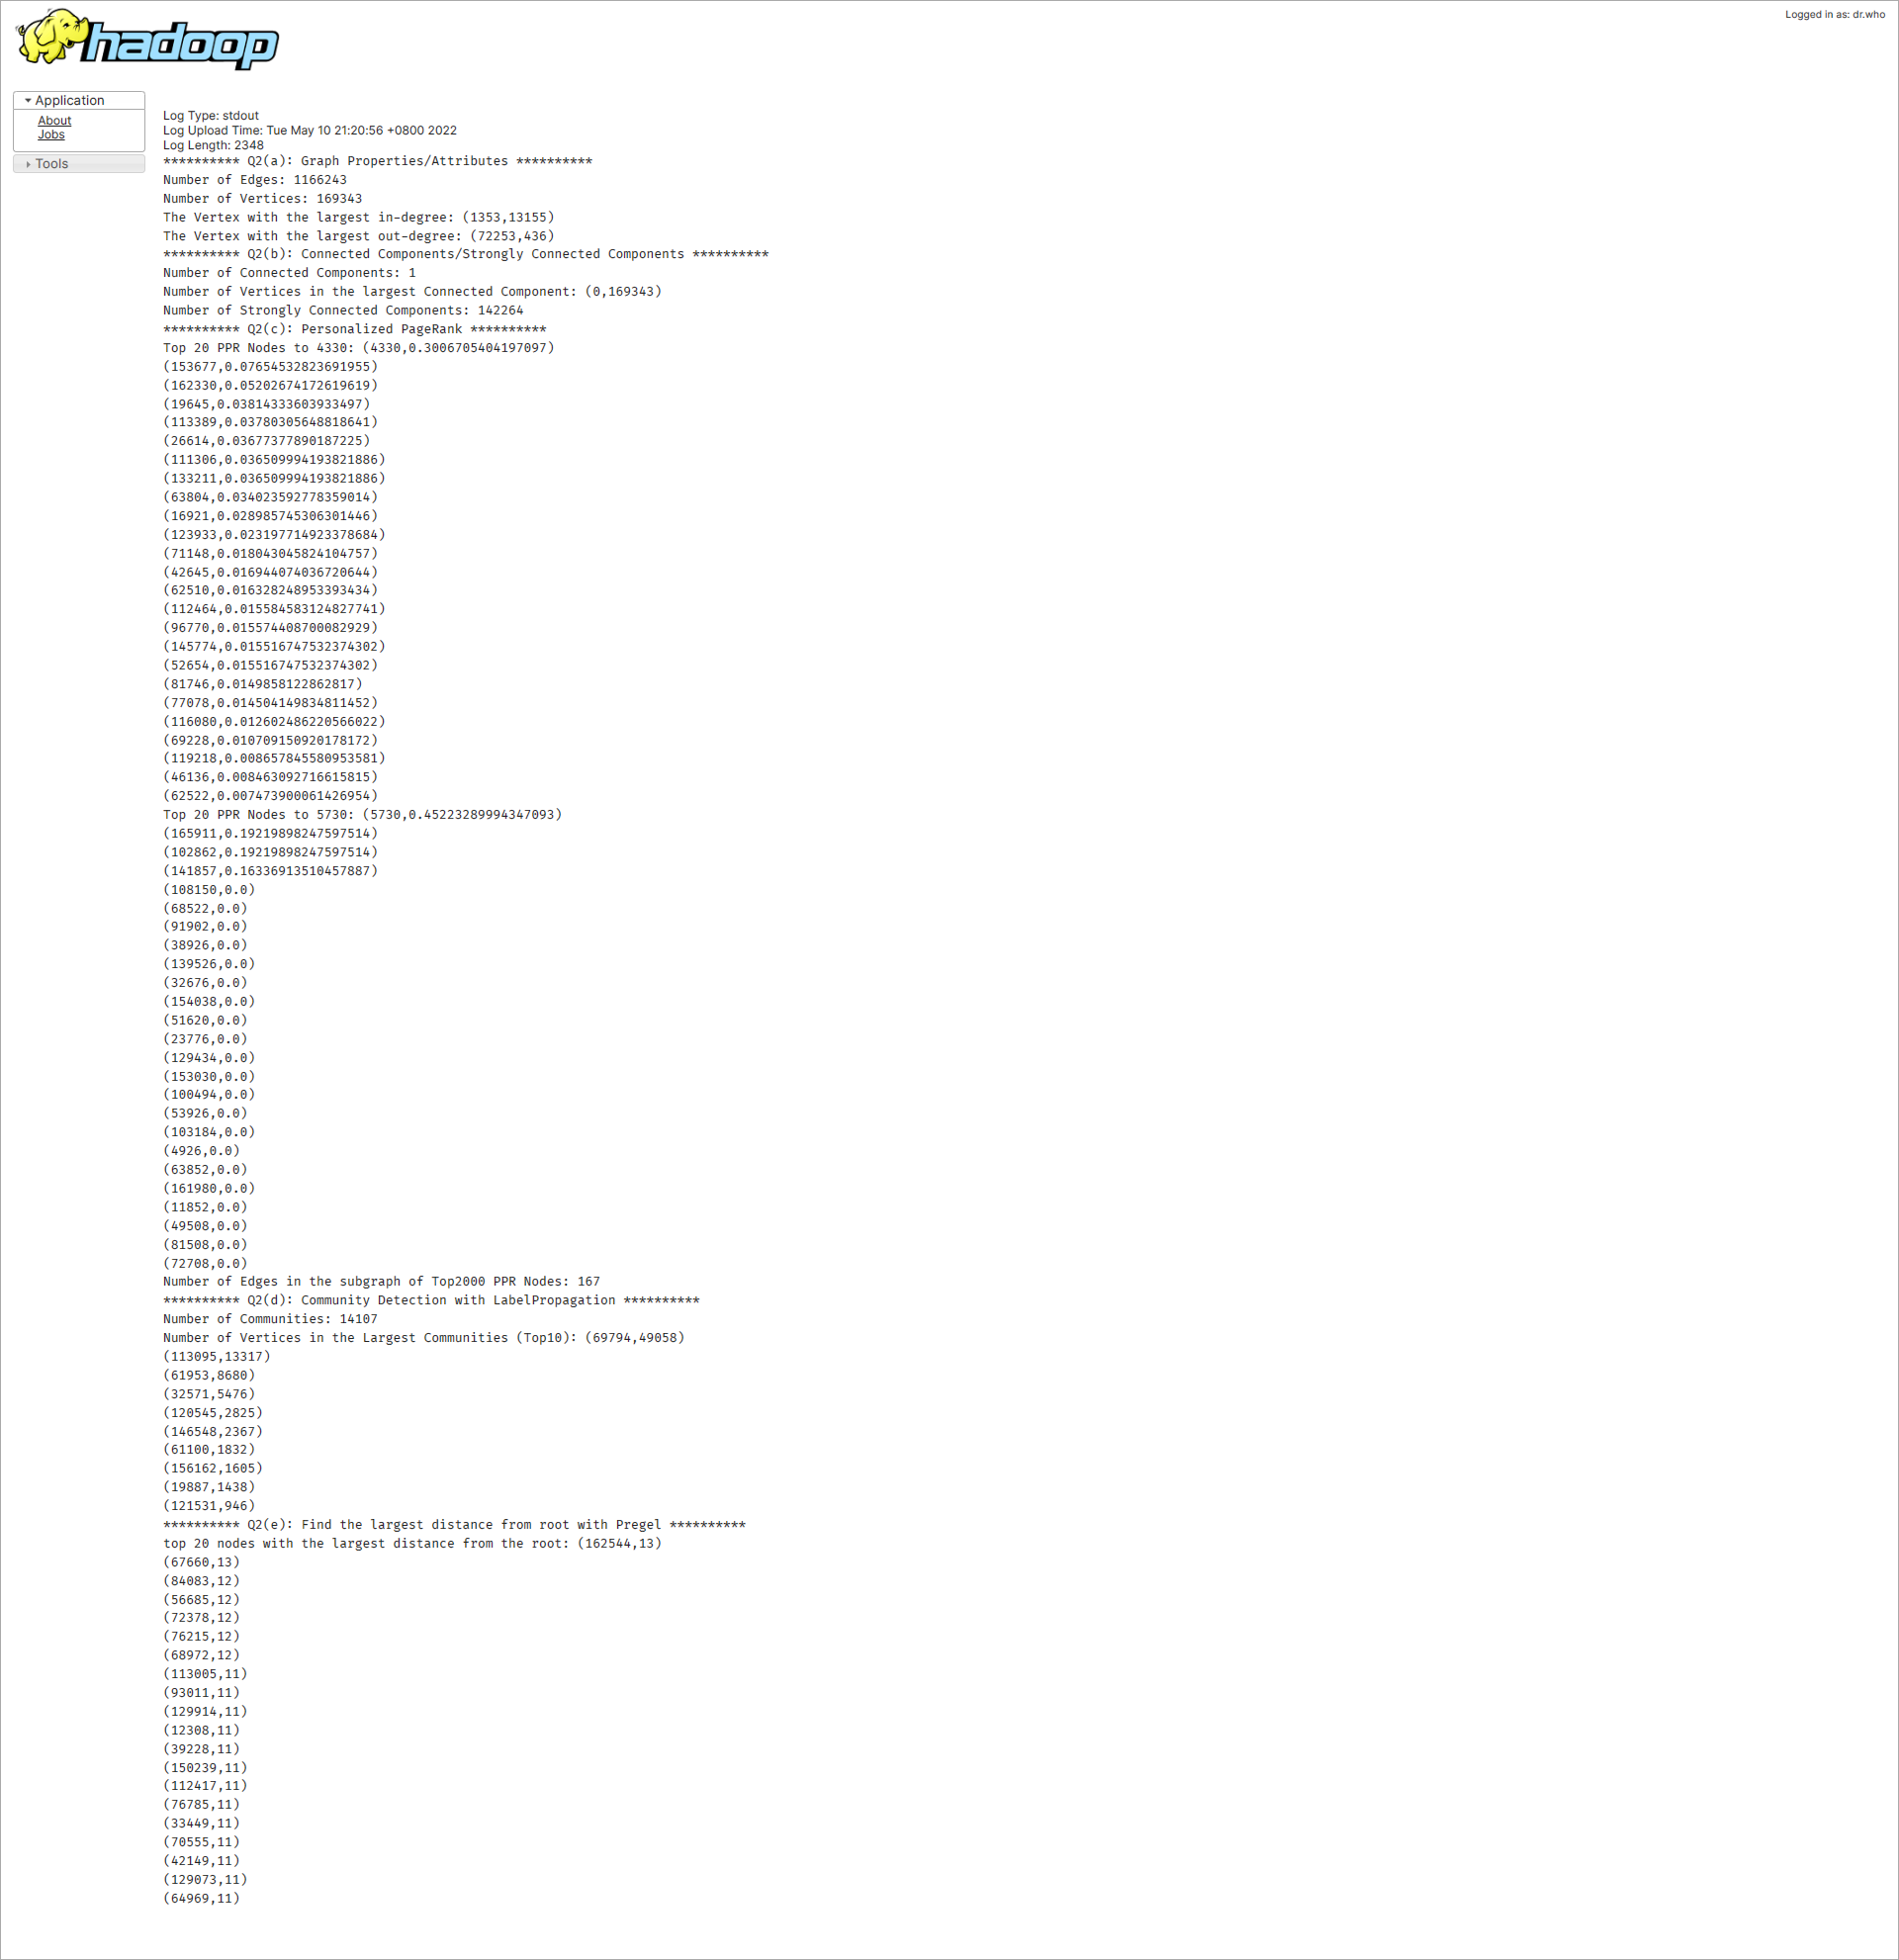 hadoop
Logged in as: dr.who
Application
About
Jobs
Tools
Log Type: stdout
Log Upload Time: Tue May 10 21:20:56 +0800 2022
Log Length: 2348
********** Q2(a): Graph Properties/Attributes **********
Number of Edges: 1166243
Number of Vertices: 169343
The Vertex with the largest in-degree: (1353,13155)
The Vertex with the largest out-degree: (72253,436)
********** Q2(b): Connected Components/Strongly Connected Components **********
Number of Connected Components: 1
Number of Vertices in the largest Connected Component: (0,169343)
Number of Strongly Connected Components: 142264
********** Q2(c): Personalized PageRank **********
Top 20 PPR Nodes to 4330: (4330,0.3006705404197097)
(153677,0.07654532823691955)
(162330,0.05202674172619619)
(19645,0.03814333603933497)
(113389,0.03780305648818641)
(26614,0.03677377890187225)
(111306,0.036509994193821886)
(133211,0.036509994193821886)
(63804,0.034023592778359014)
(16921,0.028985745306301446)
(123933,0.023197714923378684)
(71148,0.018043045824104757)
(42645,0.016944074036720644)
(62510,0.016328248953393434)
(112464,0.015584583124827741)
(96770,0.015574408700082929)
(145774,0.015516747532374302)
(52654,0.015516747532374302)
(81746,0.0149858122862817)
(77078,0.014504149834811452)
(116080,0.012602486220566022)
(69228,0.010709150920178172)
(119218,0.008657845580953581)
(46136,0.008463092716615815)
(62522,0.007473900061426954)
Top 20 PPR Nodes to 5730: (5730,0.45223289994347093)
(165911,0.19219898247597514)
(102862,0.19219898247597514)
(141857,0.16336913510457887)
(108150,0.0)
(68522,0.0)
(91902,0.0)
(38926,0.0)
(139526,0.0)
(32676,0.0)
(154038,0.0)
(51620,0.0)
(23776,0.0)
(129434,0.0)
(153030,0.0)
(100494,0.0)
(53926,0.0)
(103184,0.0)
(4926,0.0)
(63852,0.0)
(161980,0.0)
(11852,0.0)
(49508,0.0)
(81508,0.0)
(72708,0.0)
Number of Edges in the subgraph of Top2000 PPR Nodes: 167
********** Q2(d): Community Detection with LabelPropagation **********
Number of Communities: 14107
Number of Vertices in the Largest Communities (Top10): (69794,49058)
(113095,13317)
(61953,8680)
(32571,5476)
(120545,2825)
(146548,2367)
(61100,1832)
(156162,1605)
(19887,1438)
(121531,946)
********** Q2(e): Find the largest distance from root with Pregel **********
top 20 nodes with the largest distance from the root: (162544,13)
(67660,13)
(84083,12)
(56685,12)
(72378,12)
(76215,12)
(68972,12)
(113005,11)
(93011,11)
(129914,11)
(12308,11)
(39228,11)
(150239,11)
(112417,11)
(76785,11)
(33449,11)
(70555,11)
(42149,11)
(129073,11)
(64969,11)